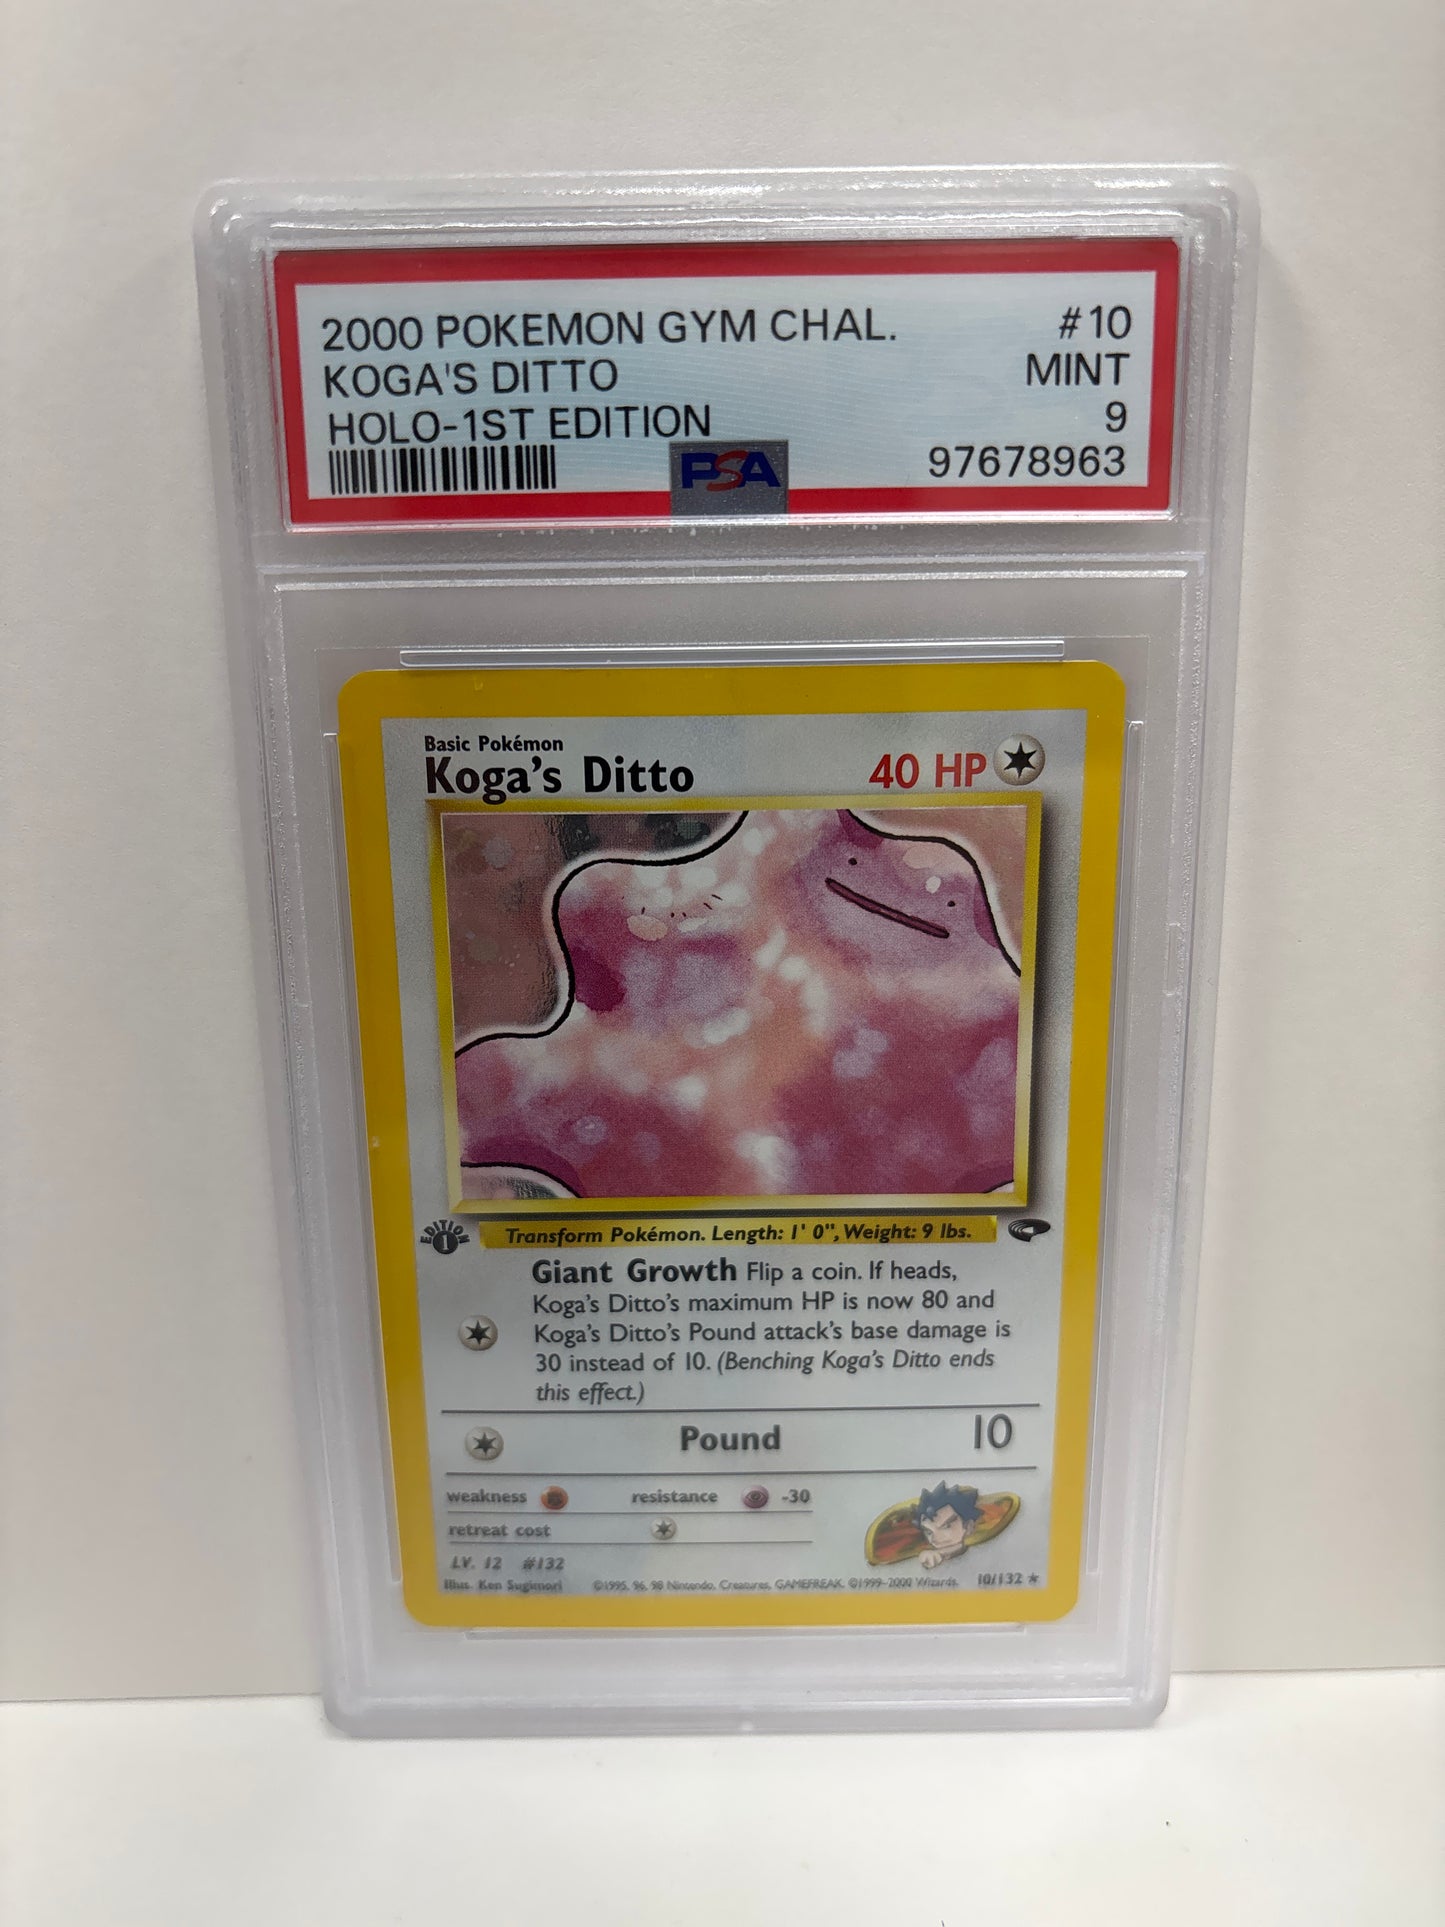 2000 POKEMON GYM CHAL. #10
KOGA'S DITTO MINT
HOLO-1ST EDITION 9
PSA 97678963
Basic Pokémon
Koga's Ditto 40 HP
EDITION
1
Transform Pokémon. Length: 1' 0", Weight: 9 lbs.
Giant Growth Flip a coin. If heads,
Koga's Ditto's maximum HP is now 80 and
Koga's Ditto's Pound attack's base damage is
30 instead of 10. (Benching Koga's Ditto ends
this effect.)
Pound 10
weakness resistance -30
retreat cost
LV. 12 #132
Illus. Ken Sugimori ©1995, 96, 98 Nintendo, Creatures, GAMEFREAK. ©1999-2000 Wizards. 10/132 ★